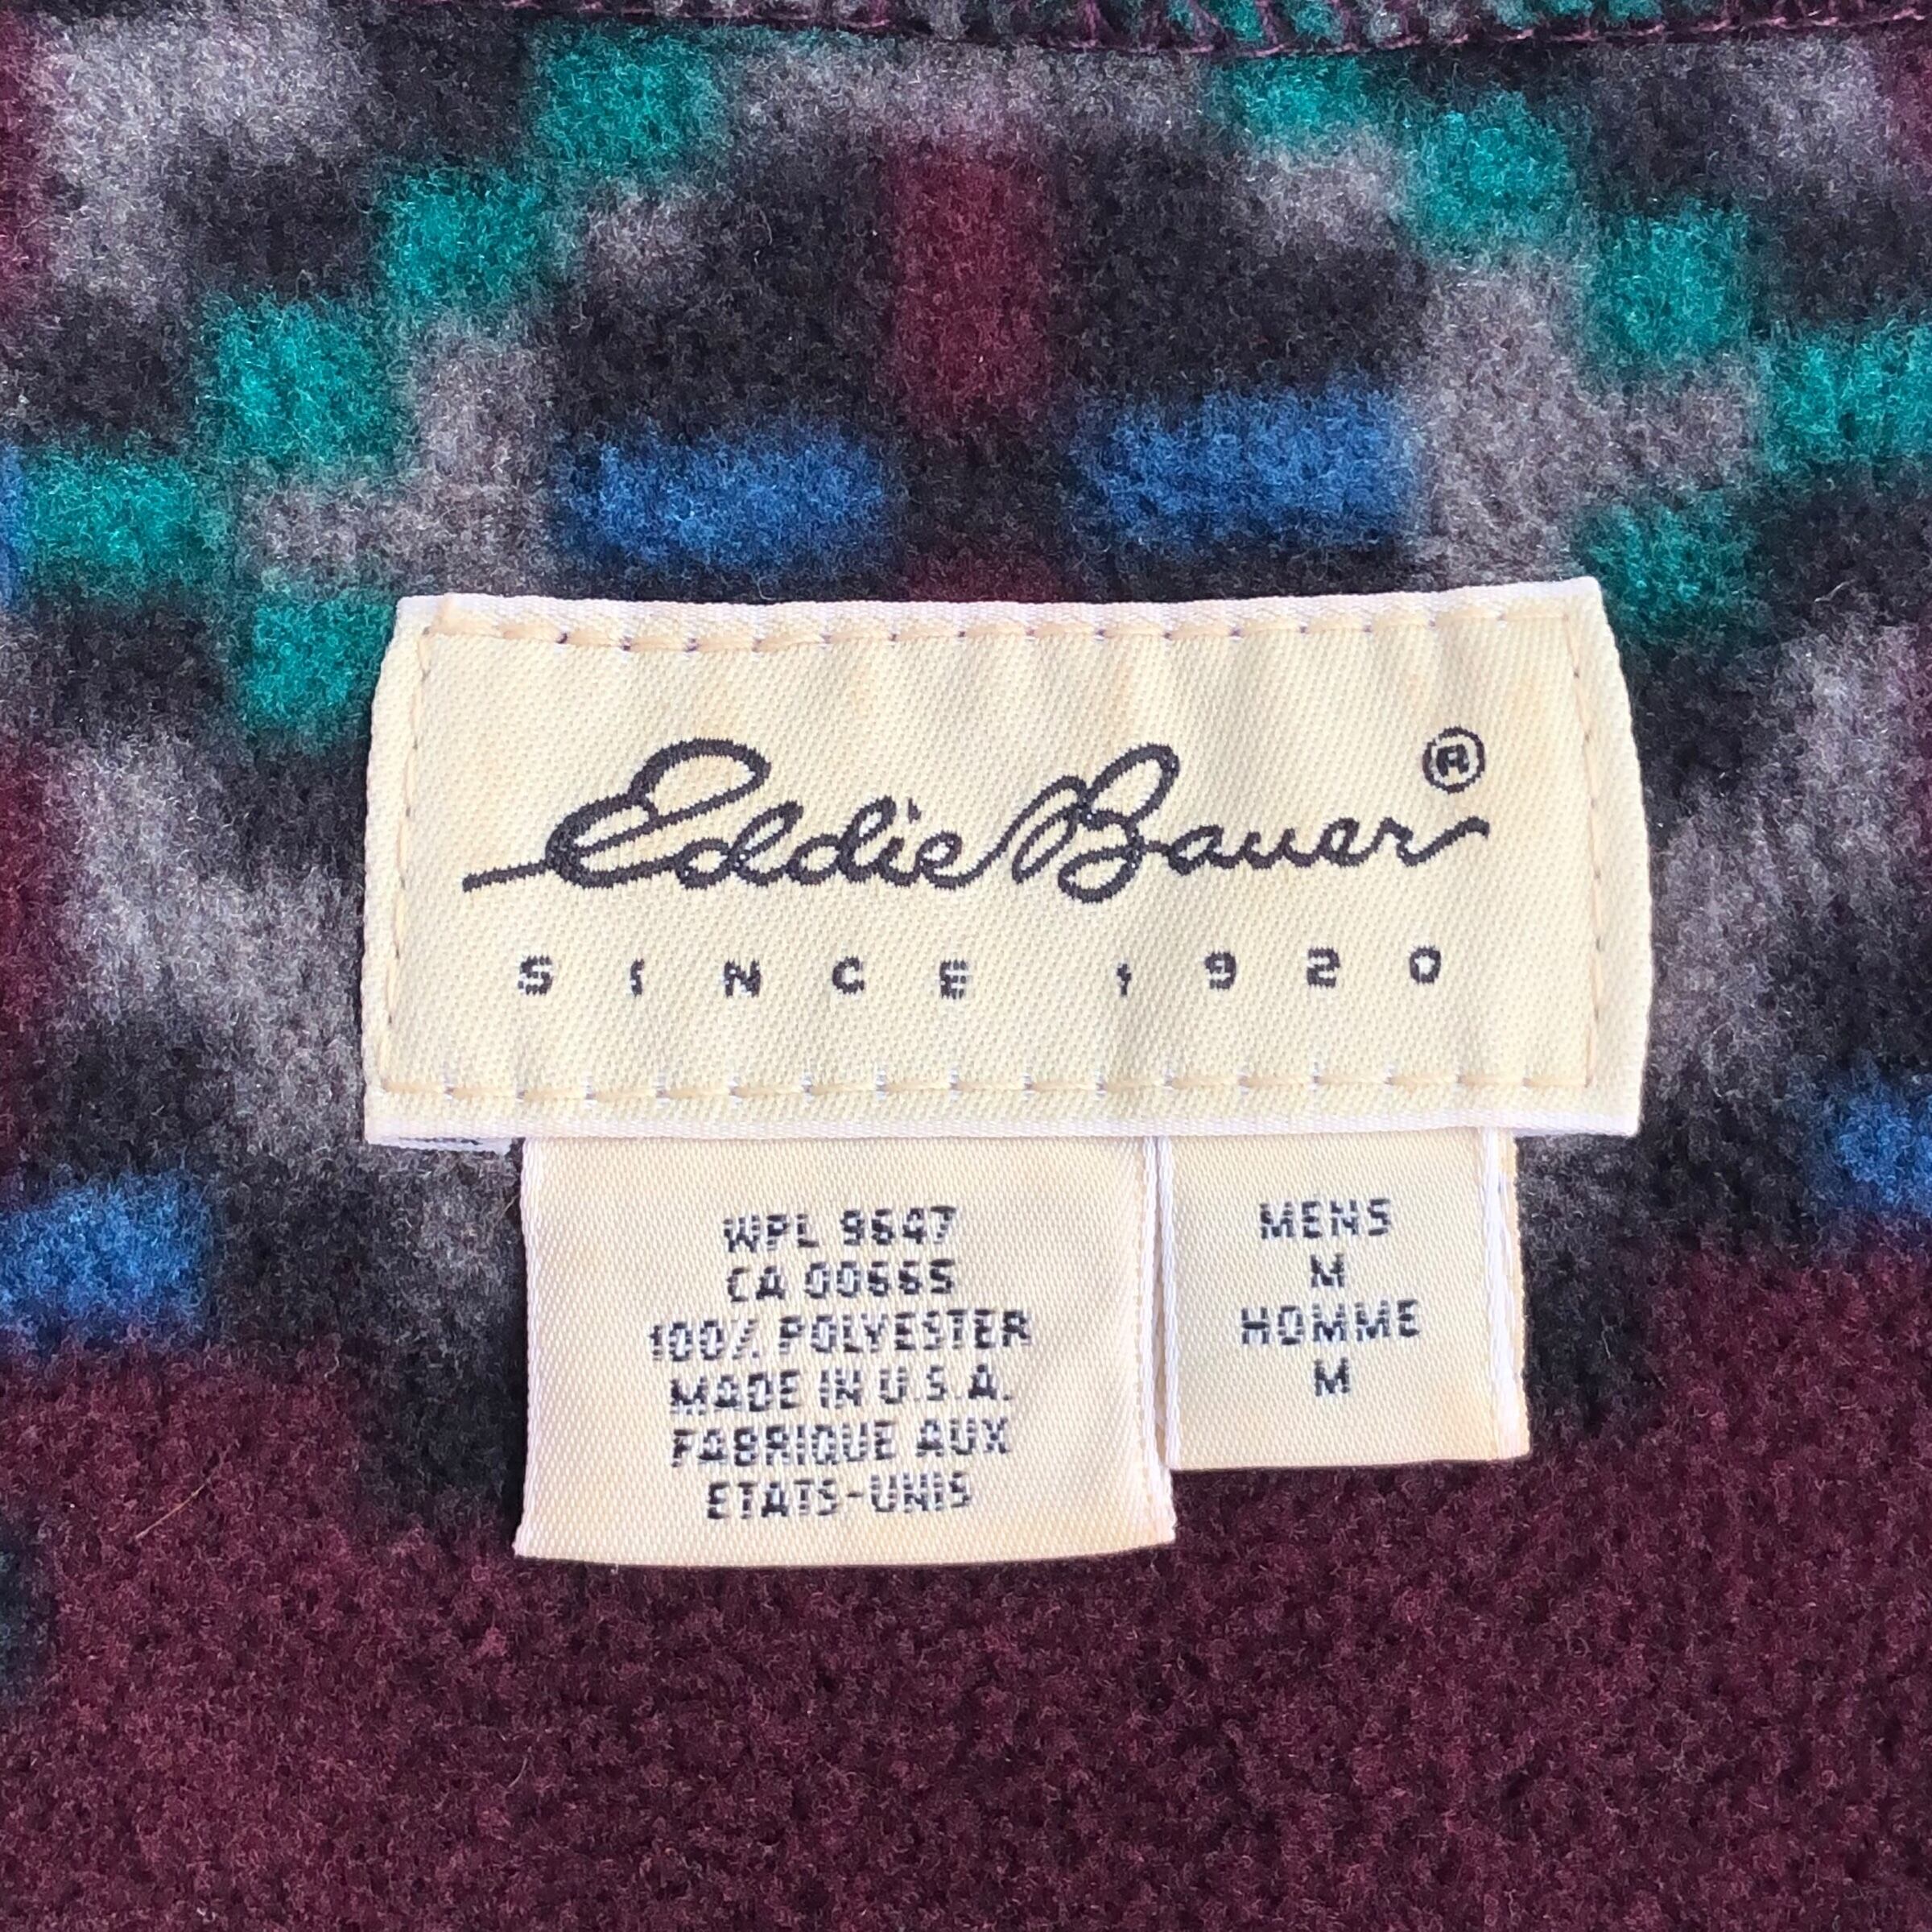 Eddie Bauer®
SINCE 1920
WPL 9647
CA 00665
100% POLYESTER
MADE IN U.S.A.
FABRIQUE AUX
ETATS-UNIS
MENS
M
HOMME
M